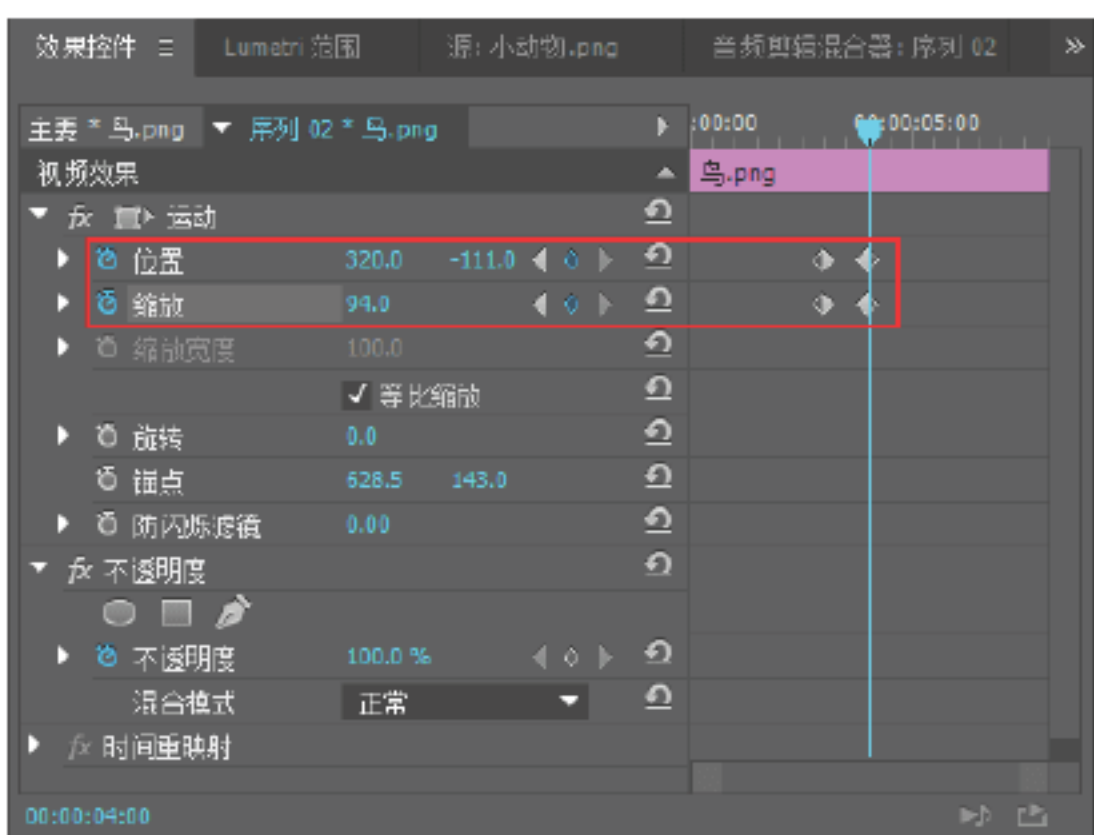 效果控件 Lumetri 范围 源: 小动物.png 音频剪辑混合器: 序列 02
主要 * 鸟.png 序列 02 * 鸟.png :00:00 00:00:05:00
视频效果 鸟.png
fx 运动
位置 320.0 -111.0
缩放 94.0
缩放宽度 100.0
等比缩放
旋转 0.0
锚点 628.5 143.0
防闪烁滤镜 0.00
fx 不透明度
不透明度 100.0 %
混合模式 正常
fx 时间重映射
00:00:04:00